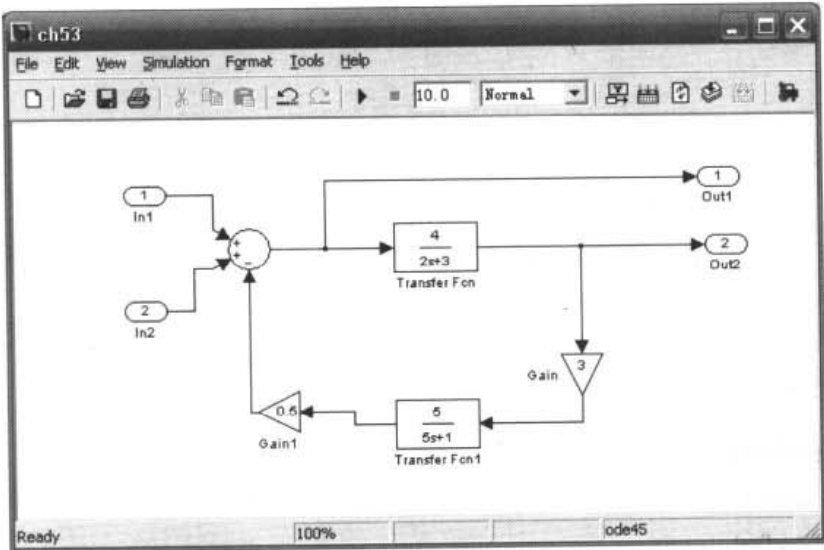 ch53
File Edit View Simulation Format Tools Help
10.0 Normal
1
In1
2
In2
+
+
−
4
2s+3
Transfer Fcn
1
Out1
2
Out2
3
Gain
5
5s+1
Transfer Fcn1
0.5
Gain1
Ready 100% ode45